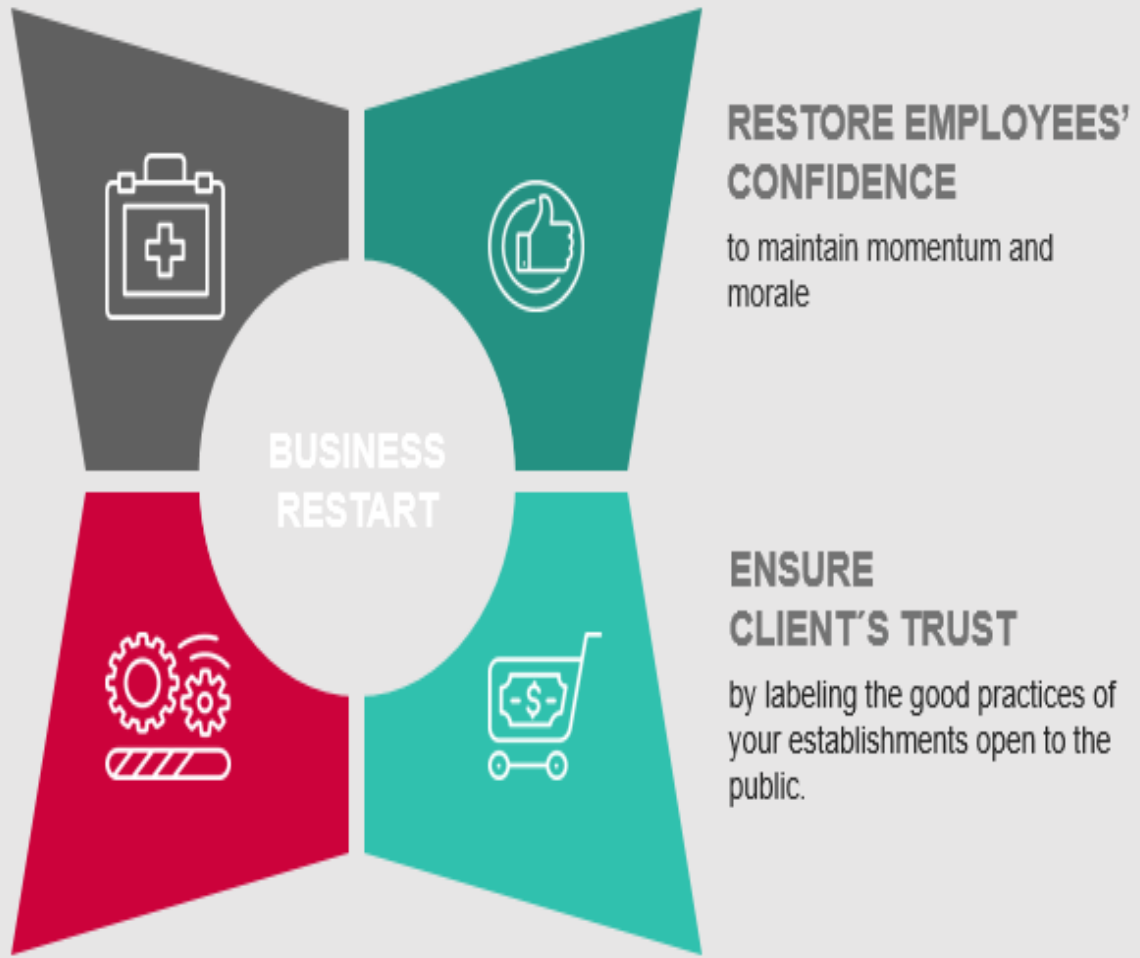 RESTORE EMPLOYEES’
CONFIDENCE
to maintain momentum and
morale
BUSINESS
RESTART
ENSURE
CLIENT´S TRUST
by labeling the good practices of
your establishments open to the
public.